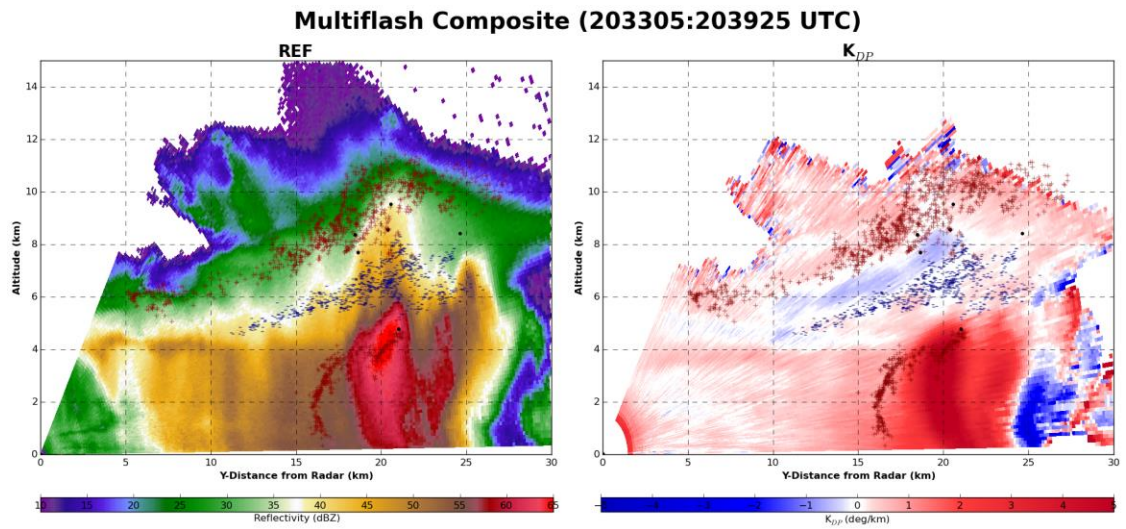 Multiflash Composite (203305:203925 UTC)
REF
K_DP
Altitude (km)
14
12
10
8
6
4
2
0
0 5 10 15 20 25 30
Y-Distance from Radar (km)
10 15 20 25 30 35 40 45 50 55 60 65
Reflectivity (dBZ)
Altitude (km)
14
12
10
8
6
4
2
0
0 5 10 15 20 25 30
Y-Distance from Radar (km)
−2 −1 0 1 2 3 4 5
K_DP (deg/km)